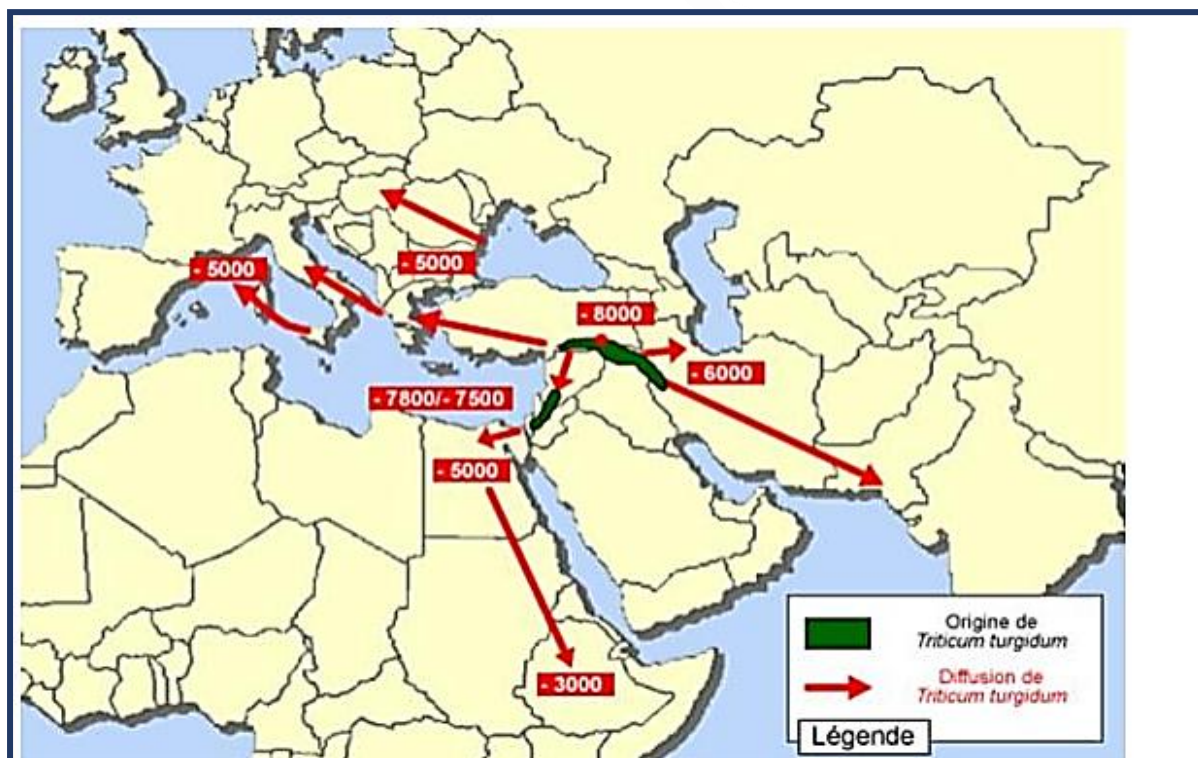 - 5000
- 5000
- 8000
- 6000
- 7800/- 7500
- 5000
- 3000
Origine de
Triticum turgidum
Diffusion de
Triticum turgidum
Légende